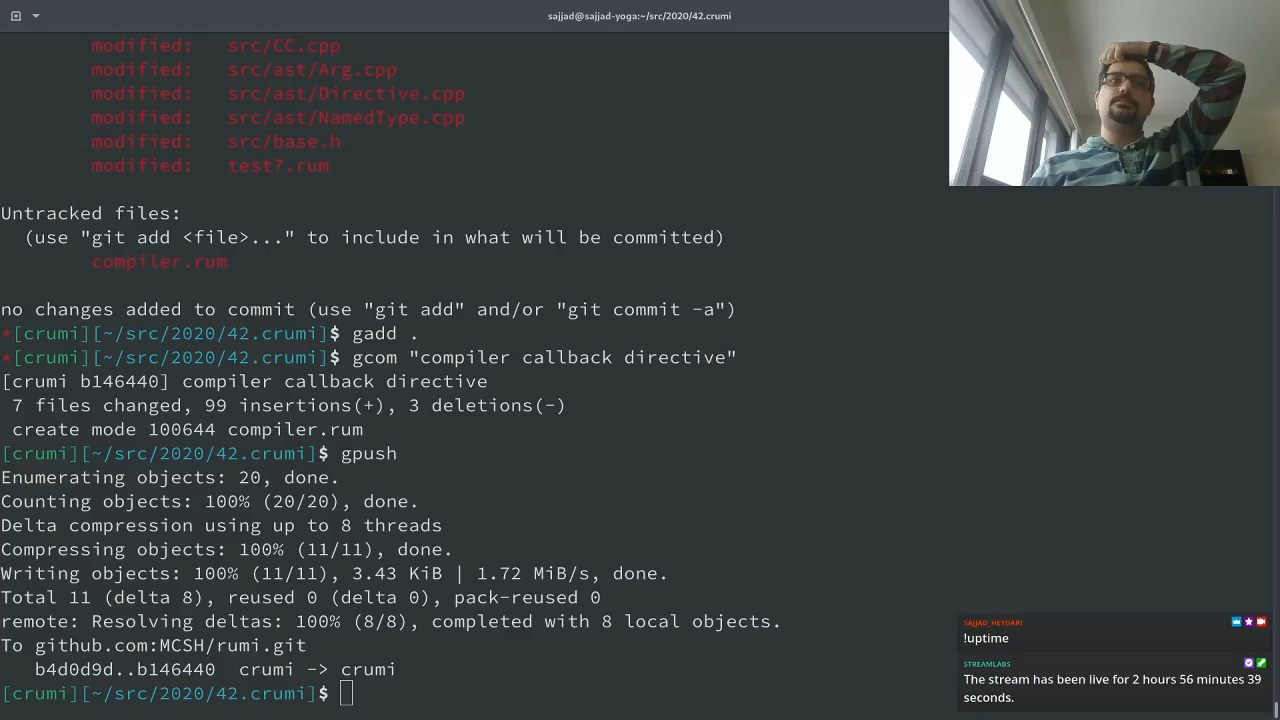 sajjad@sajjad-yoga:~/src/2020/42.crumi
modified:   src/CC.cpp
modified:   src/ast/Arg.cpp
modified:   src/ast/Directive.cpp
modified:   src/ast/NamedType.cpp
modified:   src/base.h
modified:   test7.rum
Untracked files:
(use "git add <file>..." to include in what will be committed)
compiler.rum
no changes added to commit (use "git add" and/or "git commit -a")
*[crumi][~/src/2020/42.crumi]$ gadd .
*[crumi][~/src/2020/42.crumi]$ gcom "compiler callback directive"
[crumi b146440] compiler callback directive
7 files changed, 99 insertions(+), 3 deletions(-)
create mode 100644 compiler.rum
[crumi][~/src/2020/42.crumi]$ gpush
Enumerating objects: 20, done.
Counting objects: 100% (20/20), done.
Delta compression using up to 8 threads
Compressing objects: 100% (11/11), done.
Writing objects: 100% (11/11), 3.43 KiB | 1.72 MiB/s, done.
Total 11 (delta 8), reused 0 (delta 0), pack-reused 0
remote: Resolving deltas: 100% (8/8), completed with 8 local objects.
To github.com:MCSH/rumi.git
b4d0d9d..b146440  crumi -> crumi
[crumi][~/src/2020/42.crumi]$
SAJJAD_HEYDARI
!uptime
STREAMLABS
The stream has been live for 2 hours 56 minutes 39
seconds.